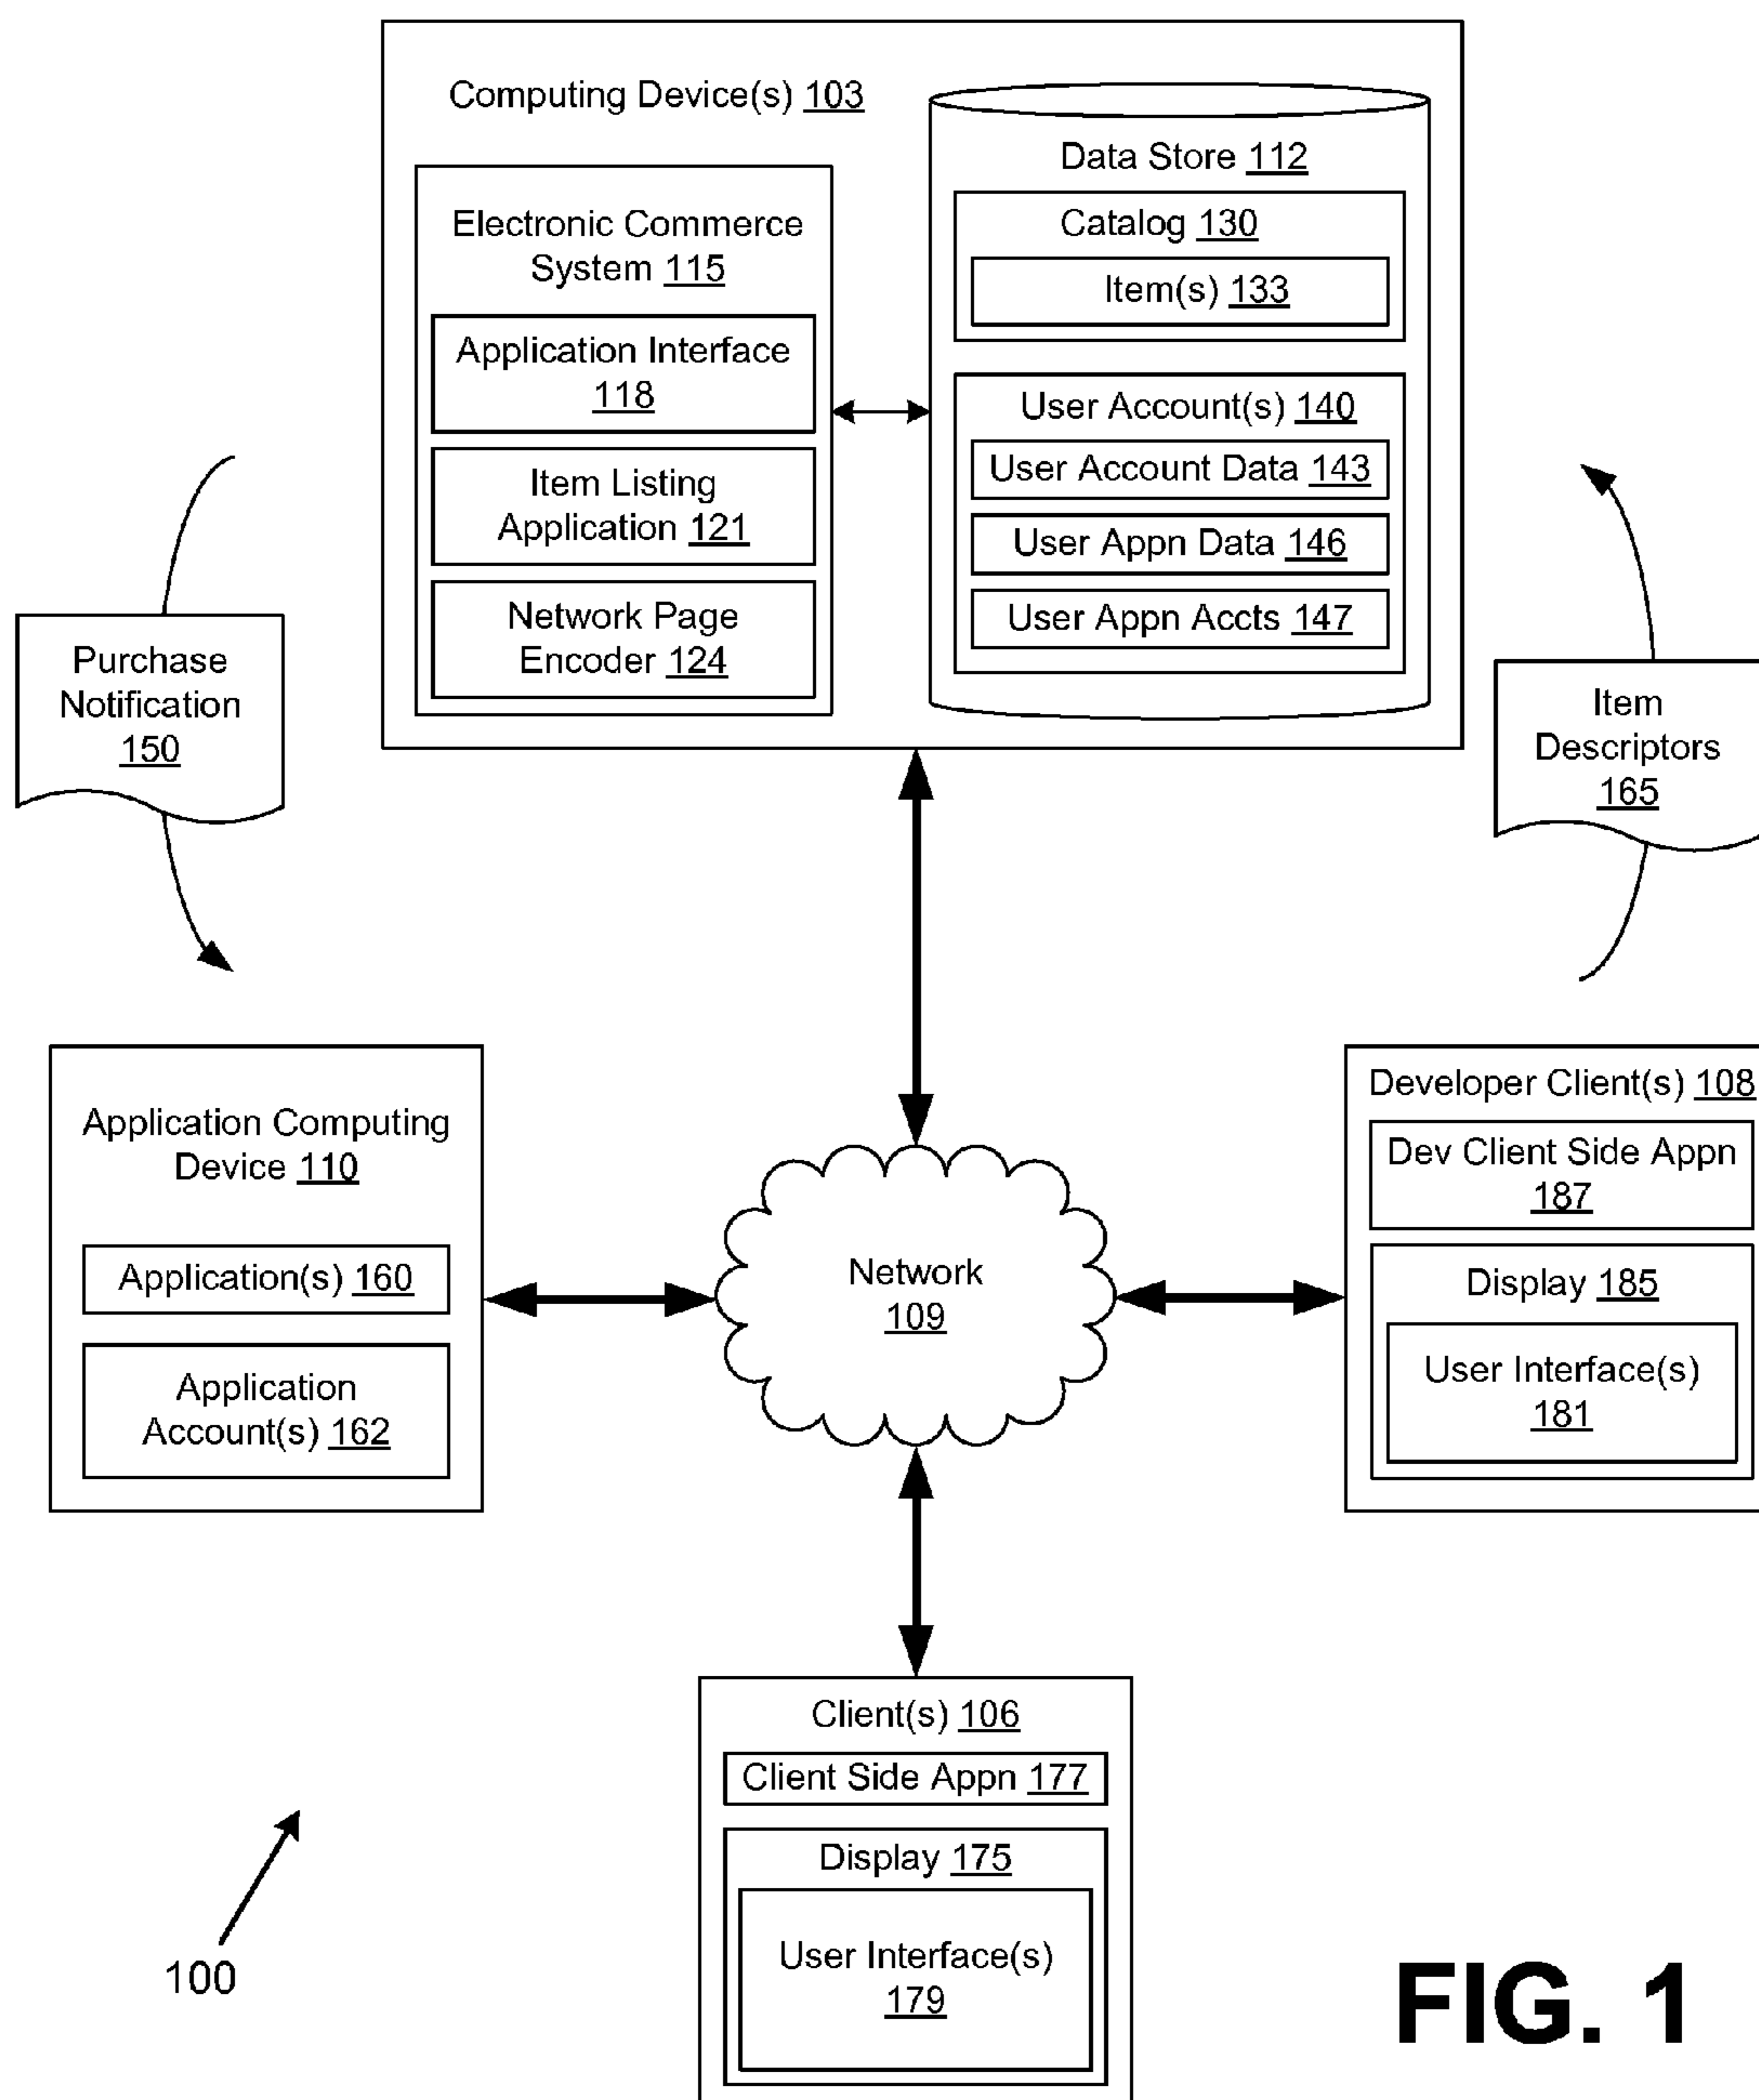 Computing Device(s) 103
Electronic Commerce
System 115
Application Interface
118
Item Listing
Application 121
Network Page
Encoder 124
Data Store 112
Catalog 130
Item(s) 133
User Account(s) 140
User Account Data 143
User Appn Data 146
User Appn Accts 147
Purchase
Notification
150
Item
Descriptors
165
Application Computing
Device 110
Application(s) 160
Application
Account(s) 162
Network
109
Developer Client(s) 108
Dev Client Side Appn
187
Display 185
User Interface(s)
181
Client(s) 106
Client Side Appn 177
Display 175
User Interface(s)
179
100
FIG. 1